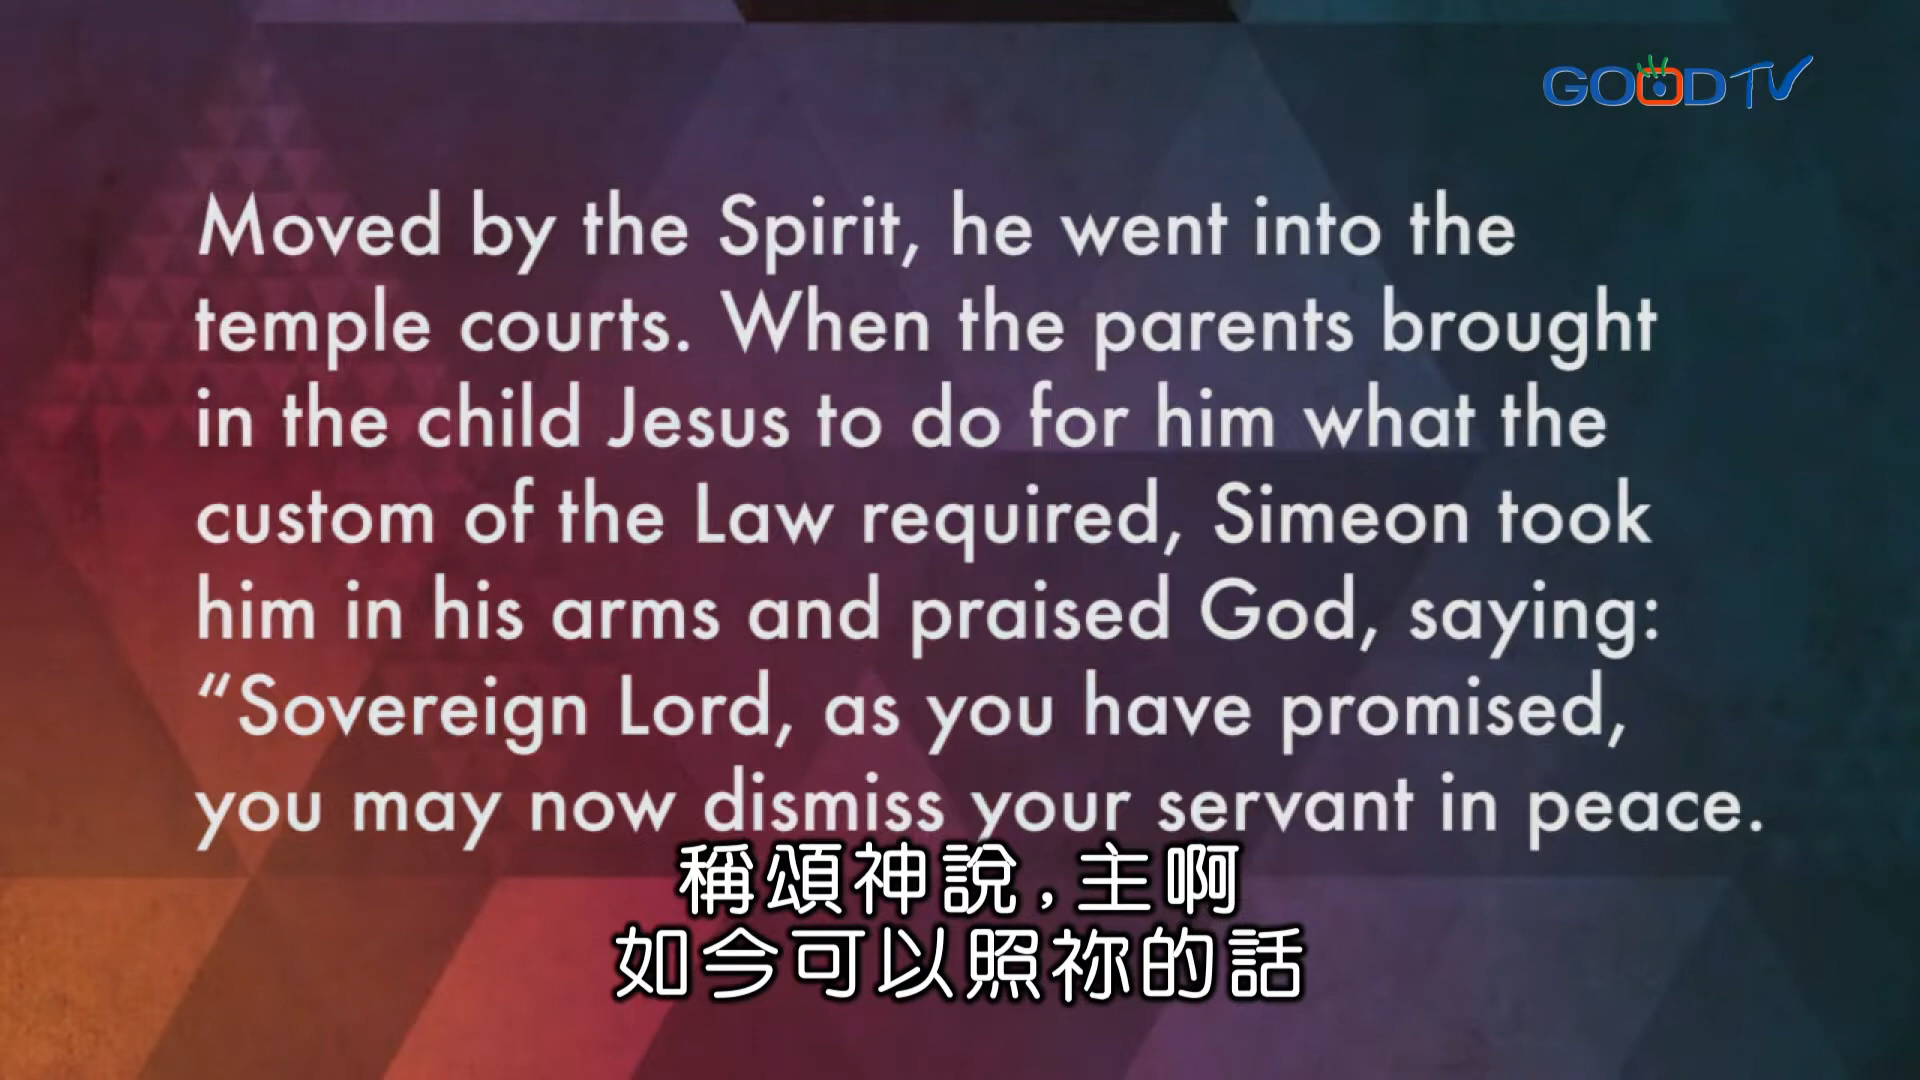 GOODTV
Moved by the Spirit, he went into the
temple courts. When the parents brought
in the child Jesus to do for him what the
custom of the Law required, Simeon took
him in his arms and praised God, saying:
“Sovereign Lord, as you have promised,
you may now dismiss your servant in peace.
稱頌神說，主啊
如今可以照祢的話